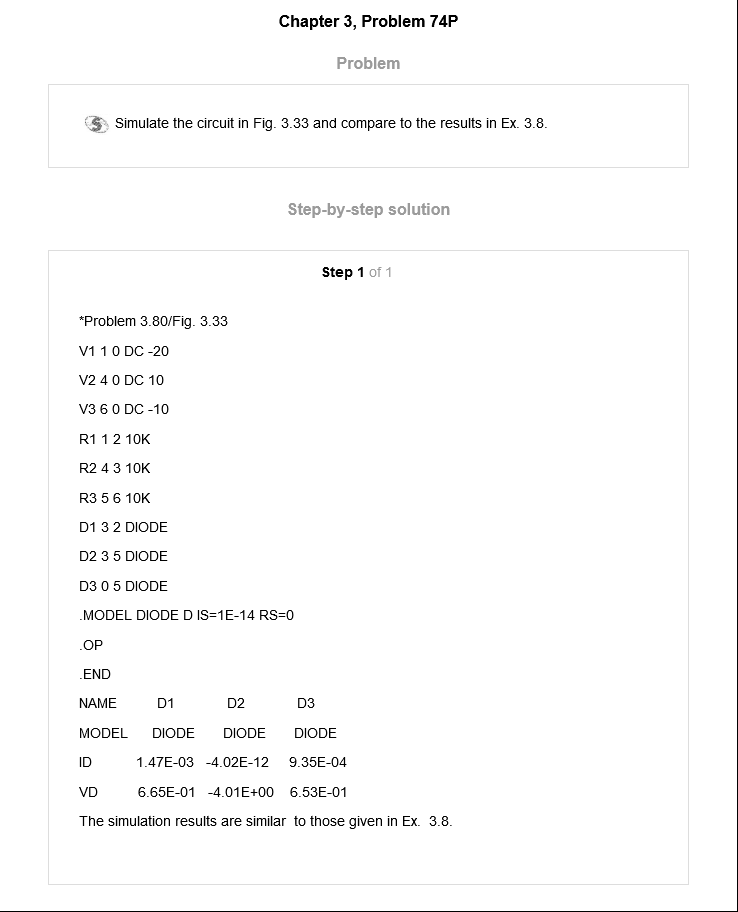 Chapter 3, Problem 74P
Problem
S Simulate the circuit in Fig. 3.33 and compare to the results in Ex. 3.8.
Step-by-step solution
Step 1 of 1
*Problem 3.80/Fig. 3.33
V1 1 0 DC -20
V2 4 0 DC 10
V3 6 0 DC -10
R1 1 2 10K
R2 4 3 10K
R3 5 6 10K
D1 3 2 DIODE
D2 3 5 DIODE
D3 0 5 DIODE
.MODEL DIODE D IS=1E-14 RS=0
.OP
.END
NAME D1 D2 D3
MODEL DIODE DIODE DIODE
ID 1.47E-03 -4.02E-12 9.35E-04
VD 6.65E-01 -4.01E+00 6.53E-01
The simulation results are similar to those given in Ex. 3.8.